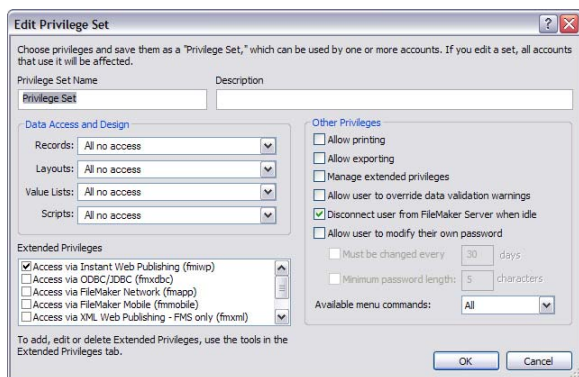 Edit Privilege Set
Choose privileges and save them as a "Privilege Set," which can be used by one or more accounts. If you edit a set, all accounts
that use it will be affected.
Privilege Set Name
Description
Privilege Set
Data Access and Design
Records: All no access
Layouts: All no access
Value Lists: All no access
Scripts: All no access
Extended Privileges
Access via Instant Web Publishing (fmiwp)
Access via ODBC/JDBC (fmxdbc)
Access via FileMaker Network (fmapp)
Access via FileMaker Mobile (fmmobile)
Access via XML Web Publishing - FMS only (fmxml)
To add, edit or delete Extended Privileges, use the tools in the
Extended Privileges tab.
Other Privileges
Allow printing
Allow exporting
Manage extended privileges
Allow user to override data validation warnings
Disconnect user from FileMaker Server when idle
Allow user to modify their own password
Must be changed every 30 days
Minimum password length: 5 characters
Available menu commands: All
OK Cancel